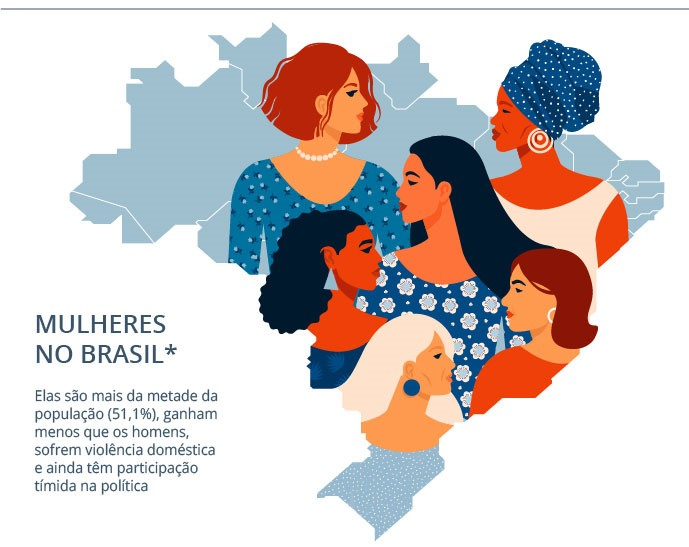 MULHERES
NO BRASIL*
Elas são mais da metade da
população (51,1%), ganham
menos que os homens,
sofrem violência doméstica
e ainda têm participação
tímida na política